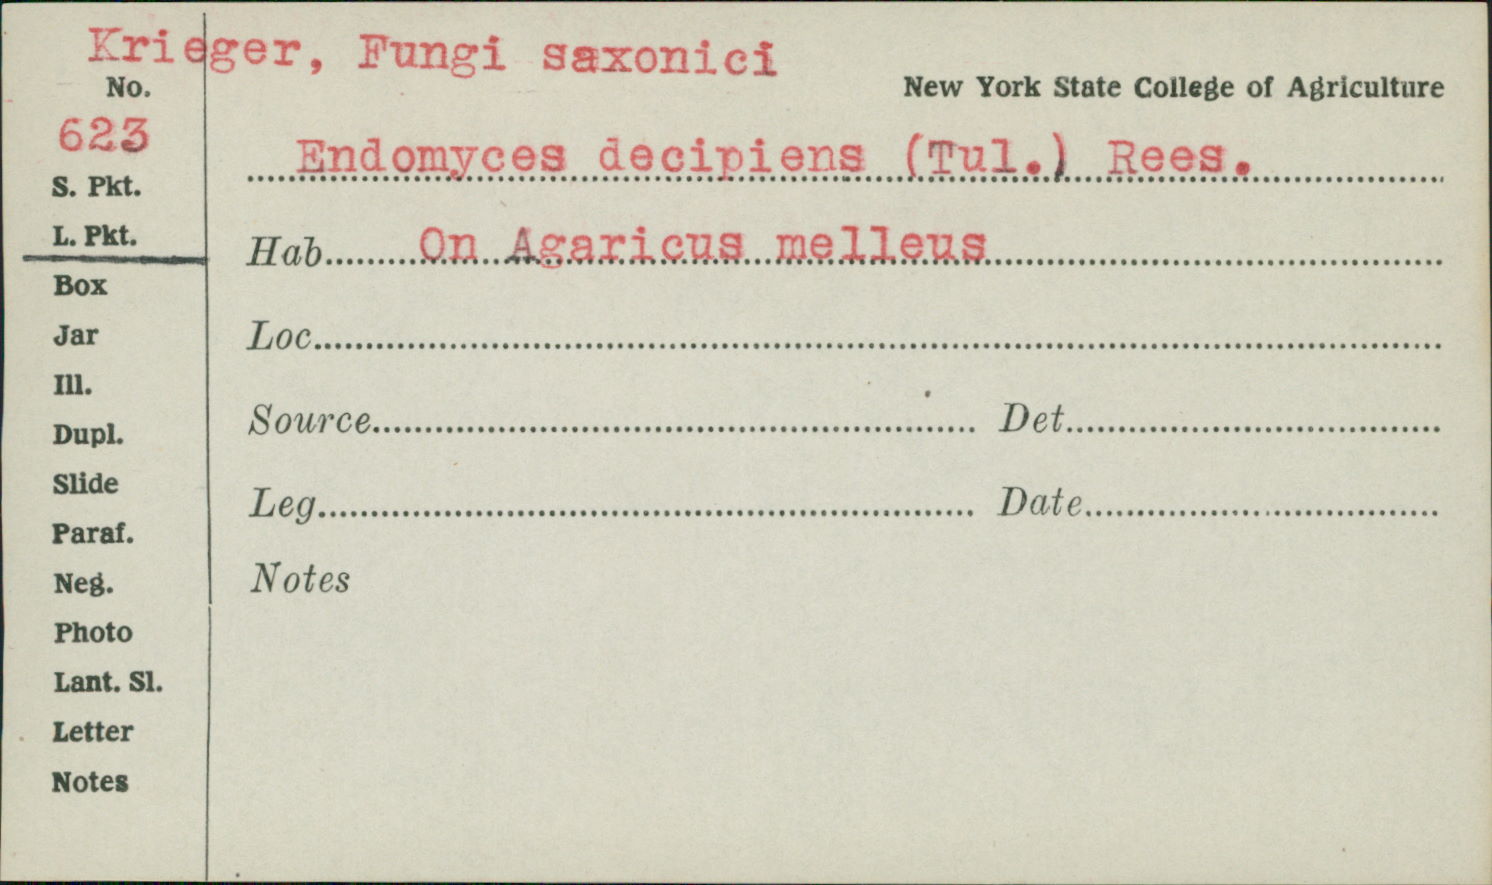 Krieger, Fungi saxonici
No.
New York State College of Agriculture
623
Endomyces decipiens (Tul.) Rees.
S. Pkt.
L. Pkt.
Hab. On Agaricus melleus
Box
Jar
Loc.
Ill.
Dupl.
Source Det.
Slide
Leg. Date
Paraf.
Neg.
Notes
Photo
Lant. Sl.
Letter
Notes